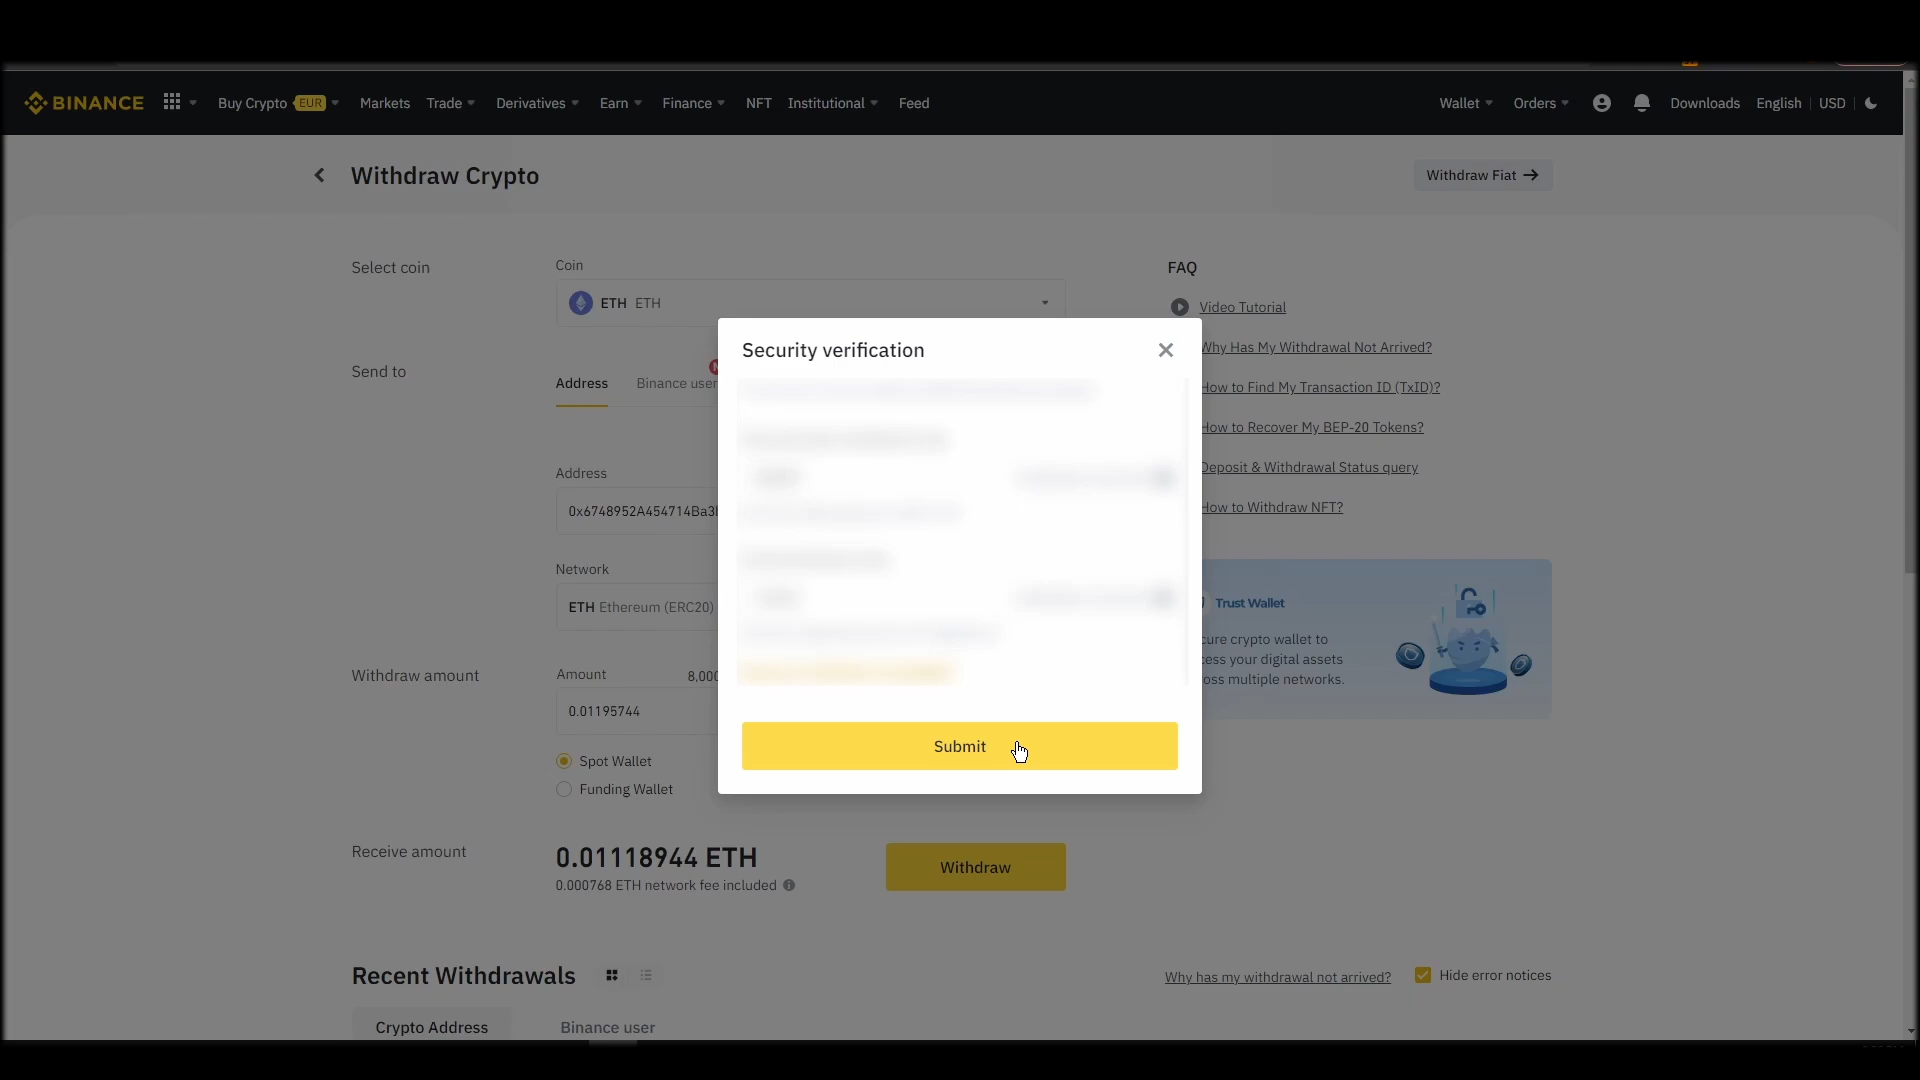 BINANCE Buy Crypto EUR Markets Trade Derivatives Earn Finance NFT Institutional Feed Wallet Orders Downloads English USD
Withdraw Crypto
Withdraw Fiat
Select coin
Coin
ETH ETH
Send to
Address Binance user
Address
0x6748952A454714Ba3
Network
ETH Ethereum (ERC20)
Withdraw amount
Amount 8,000
0.01195744
Spot Wallet
Funding Wallet
Receive amount
0.01118944 ETH
0.000768 ETH network fee included
Withdraw
Security verification
Submit
FAQ
Video Tutorial
Why Has My Withdrawal Not Arrived?
How to Find My Transaction ID (TxID)?
How to Recover My BEP-20 Tokens?
Deposit & Withdrawal Status query
How to Withdraw NFT?
Trust Wallet
cure crypto wallet to
cess your digital assets
oss multiple networks.
Recent Withdrawals
Why has my withdrawal not arrived?
Hide error notices
Crypto Address Binance user